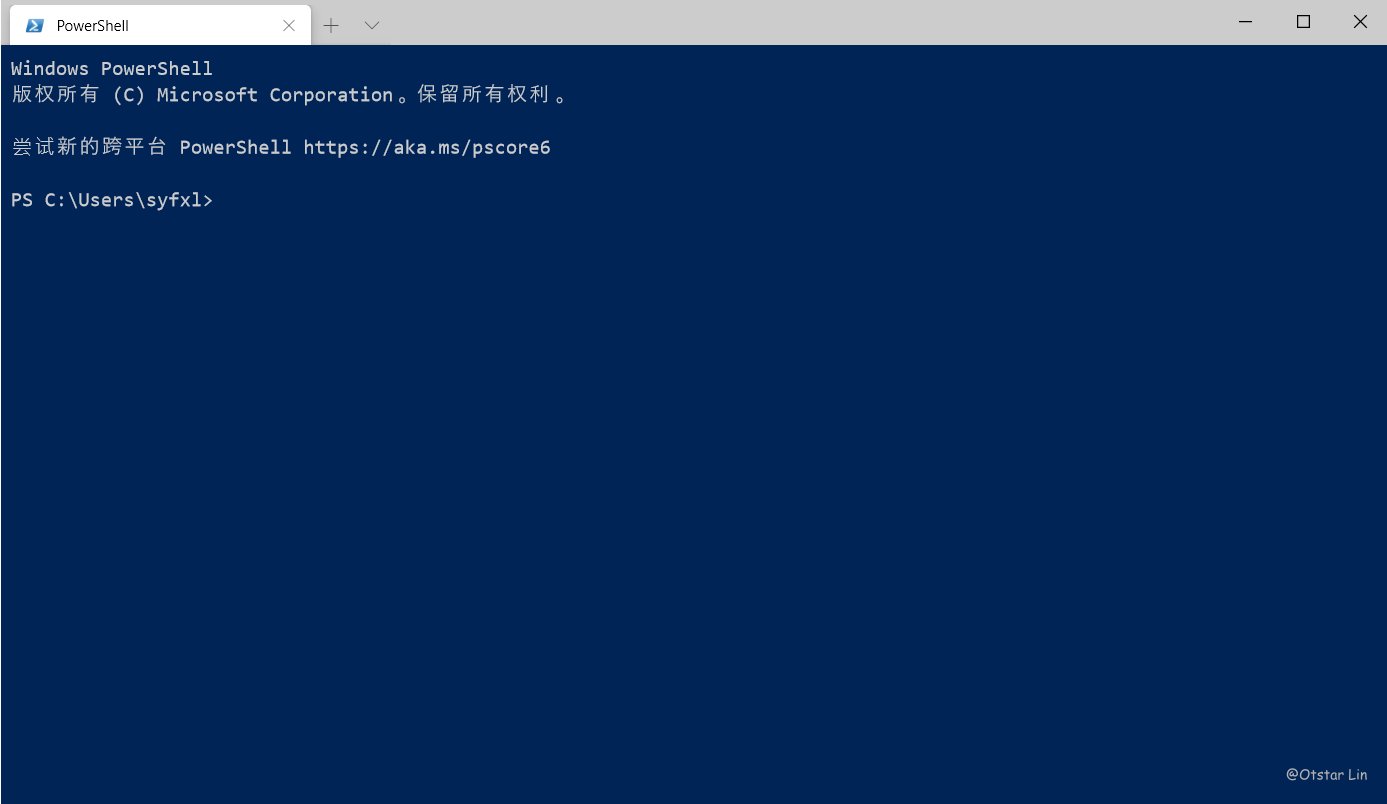 PowerShell
Windows PowerShell
版权所有 (C) Microsoft Corporation。保留所有权利。
尝试新的跨平台 PowerShell https://aka.ms/pscore6
PS C:\Users\syfxl>
@Otstar Lin